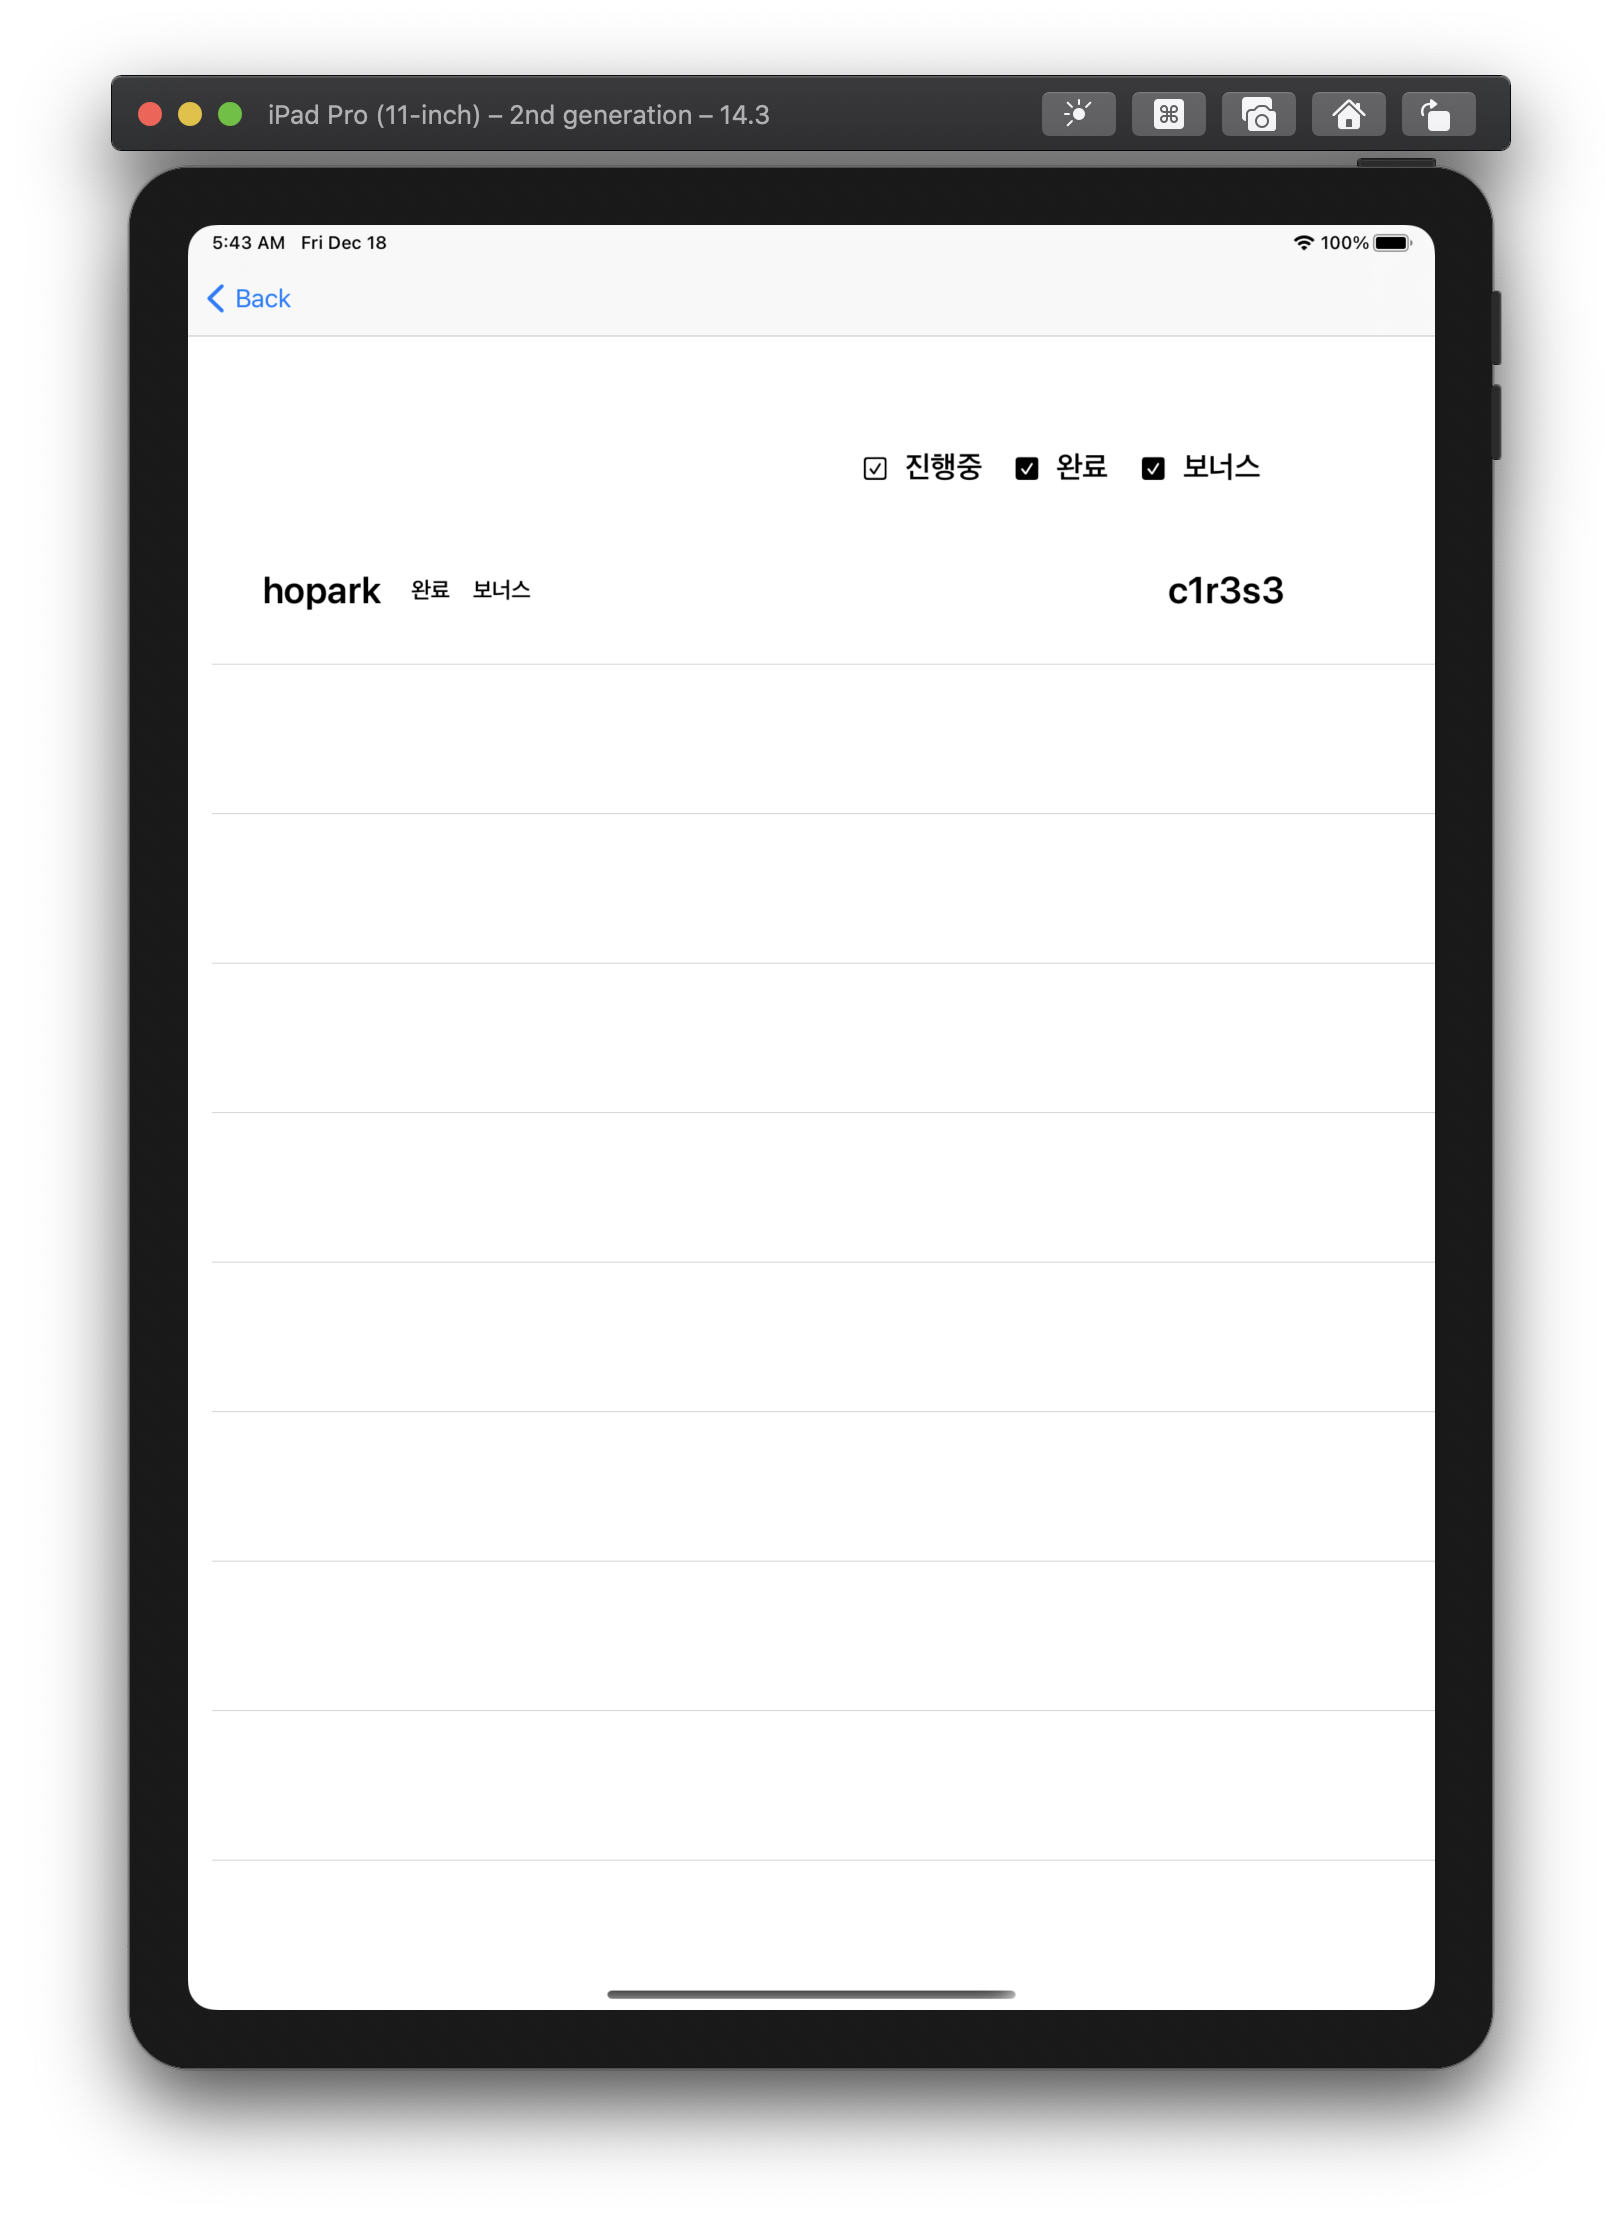 iPad Pro (11-inch) – 2nd generation – 14.3
5:43 AM Fri Dec 18 100%
Back
진행중 완료 보너스
hopark 완료 보너스 c1r3s3